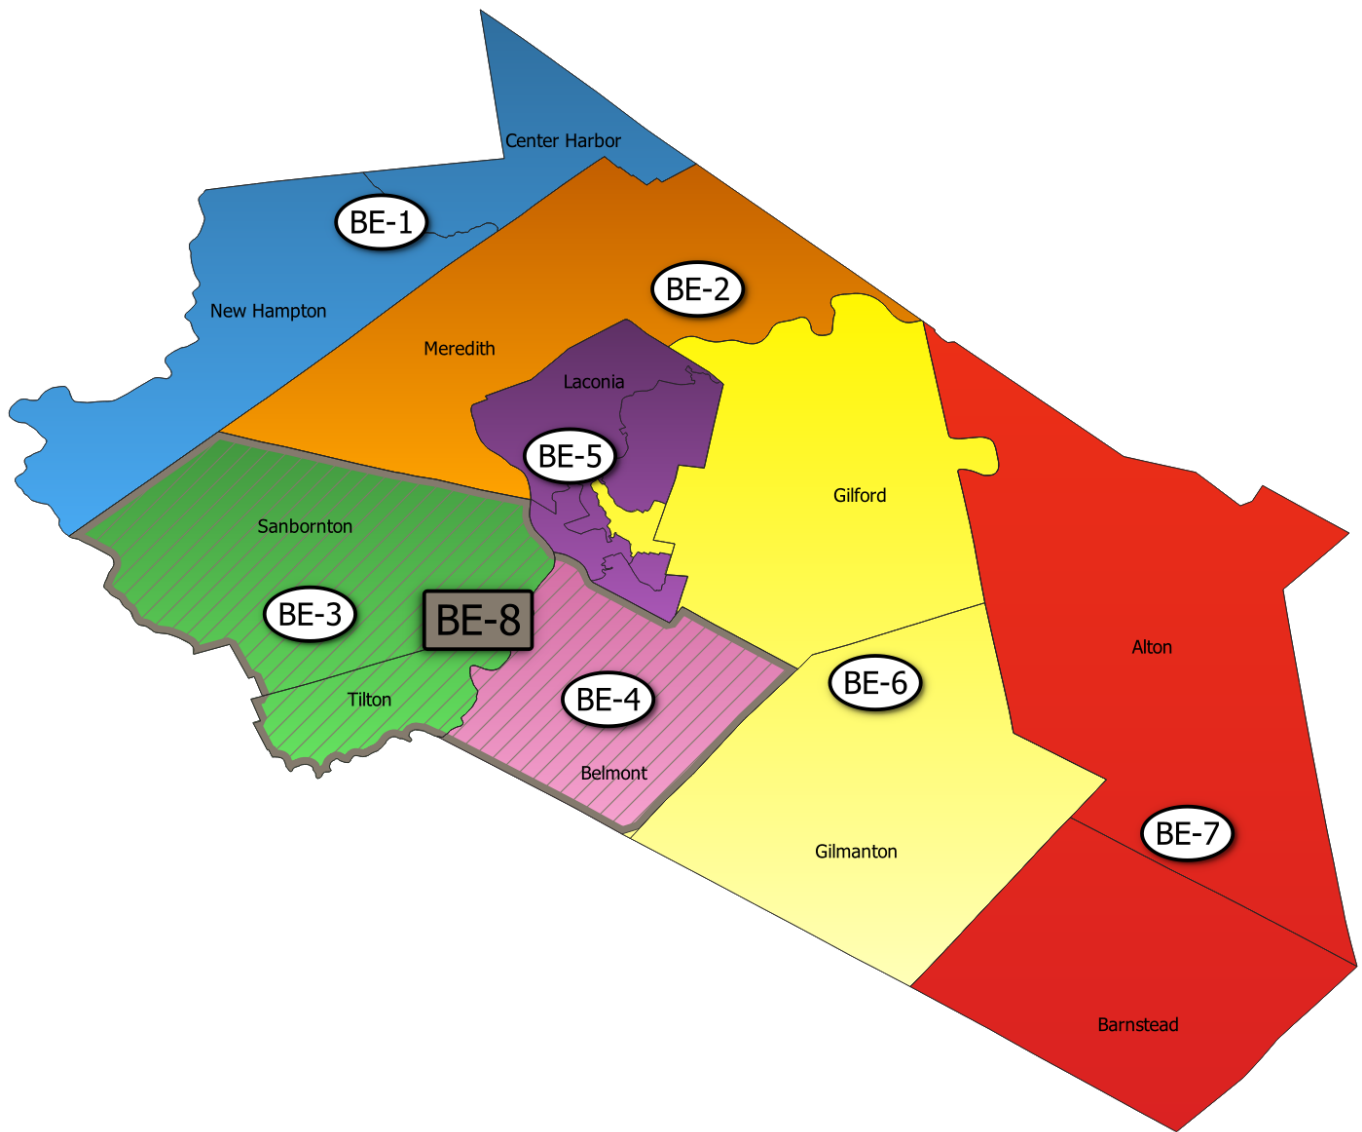 Center Harbor
BE-1
BE-2
New Hampton
Meredith
Laconia
BE-5
Gilford
Sanbornton
BE-3
BE-8
Alton
BE-6
Tilton
BE-4
Belmont
BE-7
Gilmanton
Barnstead